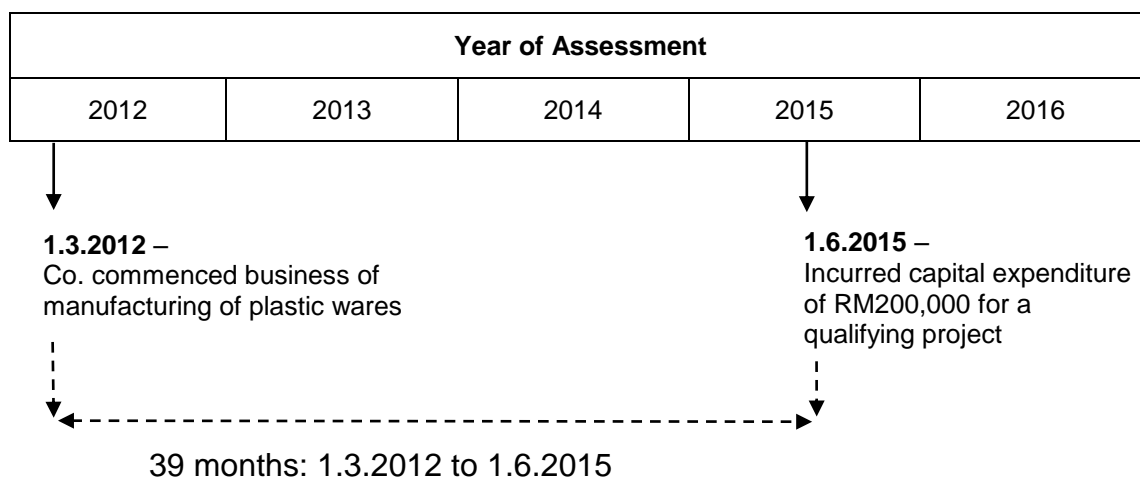 Year of Assessment
2012 2013 2014 2015 2016
1.3.2012 –
Co. commenced business of
manufacturing of plastic wares
1.6.2015 –
Incurred capital expenditure
of RM200,000 for a
qualifying project
39 months: 1.3.2012 to 1.6.2015